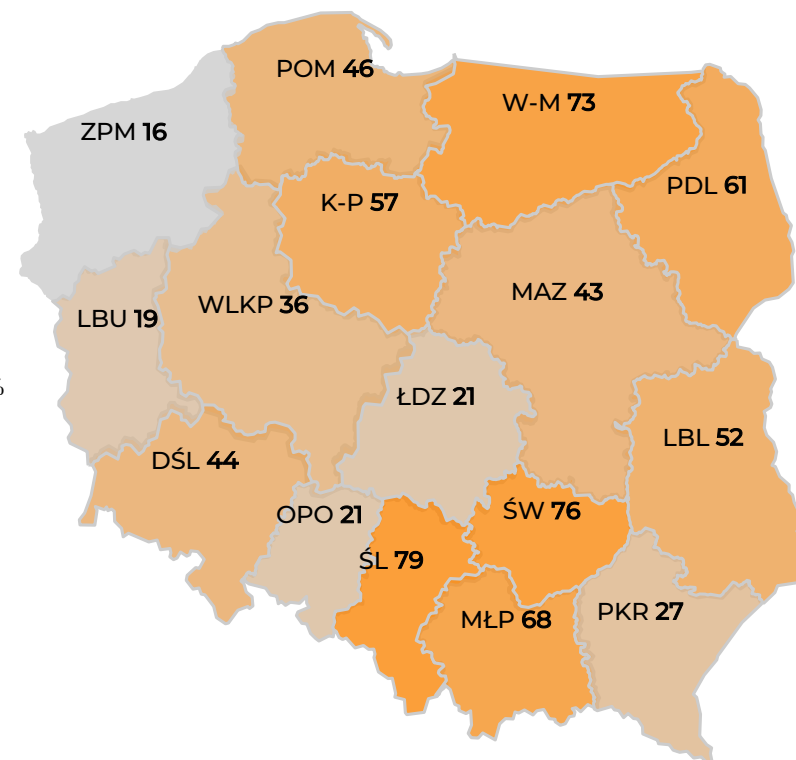 POM 46
W-M 73
ZPM 16
PDL 61
K-P 57
MAZ 43
WLKP 36
LBU 19
%
ŁDZ 21
LBL 52
DŚL 44
ŚW 76
OPO 21
ŚL 79
PKR 27
MŁP 68